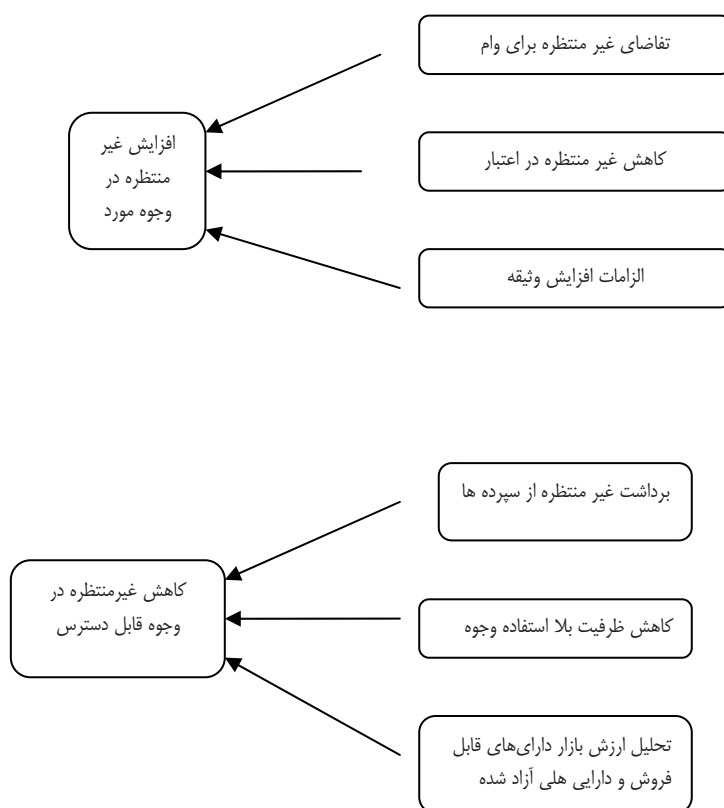 تفاضای غیر منتظره برای وام
کاهش غیر منتظره در اعتبار
الزامات افزایش وثیقه
افزایش غیر
منتظره در
وجوه مورد
برداشت غیر منتظره از سپرده ها
کاهش ظرفیت بلا استفاده وجوه
تحلیل ارزش بازار دارای‌های قابل
فروش و دارایی هلی آزاد شده
کاهش غیرمنتظره در
وجوه قابل دسترس